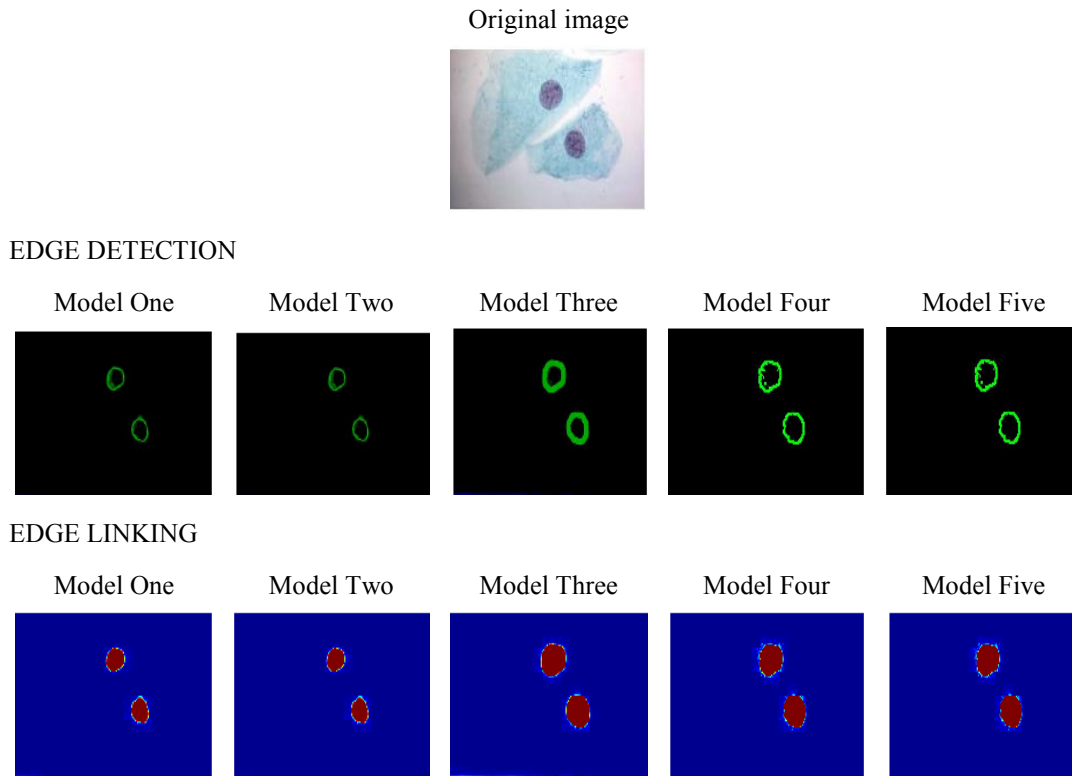 Original image
EDGE DETECTION
Model One Model Two Model Three Model Four Model Five
EDGE LINKING
Model One Model Two Model Three Model Four Model Five